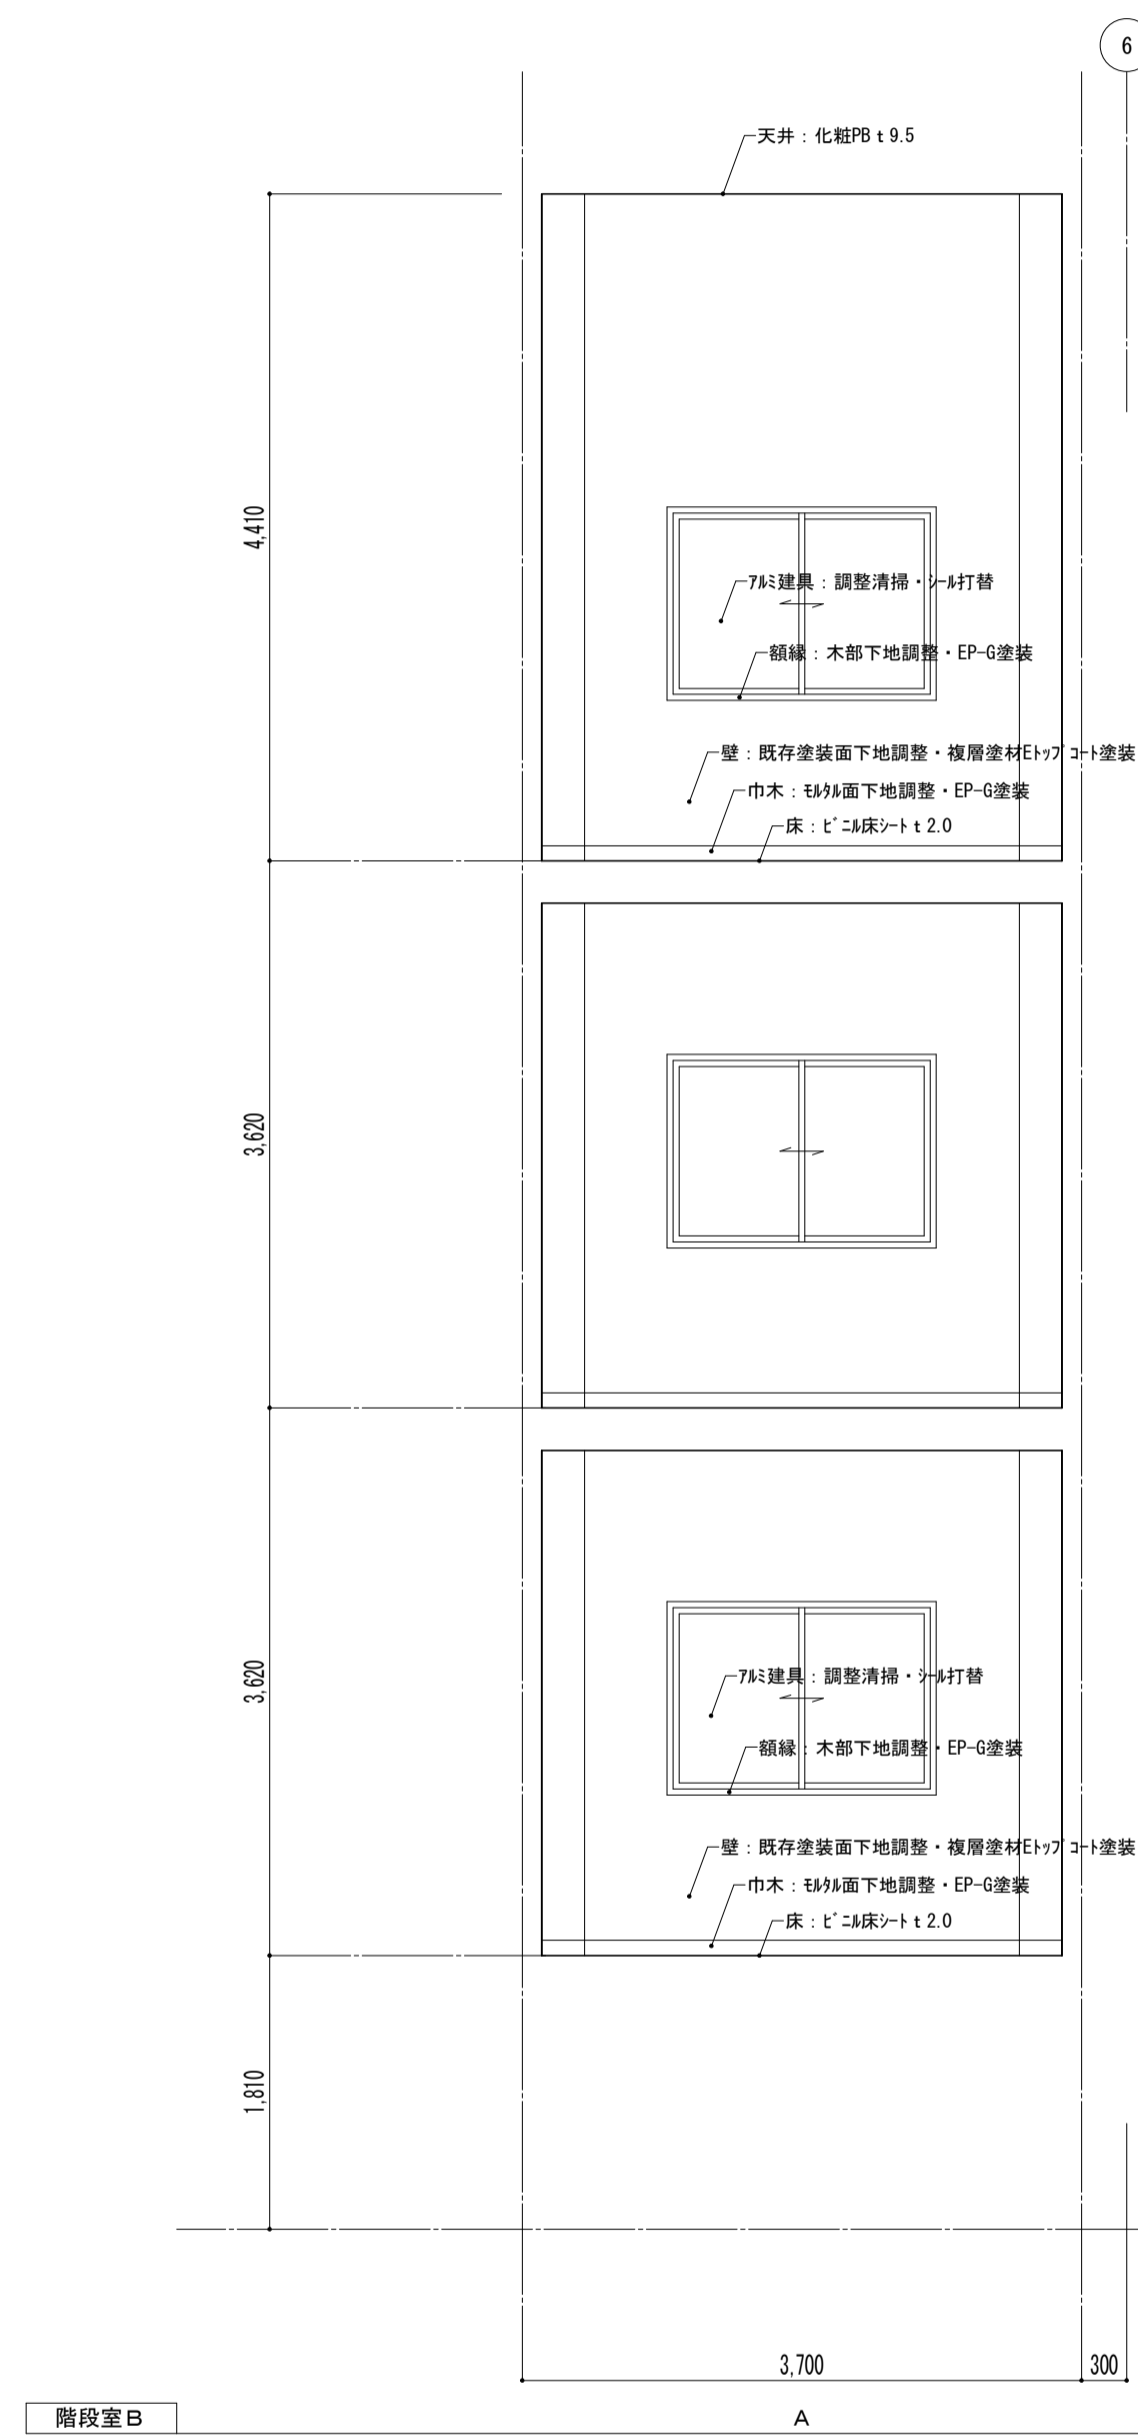 6
天井：化粧PB t 9.5
4,410
ｱﾙﾐ建具：調整清掃・ｼｰﾙ打替
額縁：木部下地調整・EP-G塗装
壁：既存塗装面下地調整・複層塗材Eﾄｯﾌﾟｺｰﾄ塗装
巾木：ﾓﾙﾀﾙ面下地調整・EP-G塗装
床：ﾋﾞﾆﾙ床ｼｰﾄ t 2.0
3,620
3,620
ｱﾙﾐ建具：調整清掃・ｼｰﾙ打替
額縁：木部下地調整・EP-G塗装
壁：既存塗装面下地調整・複層塗材Eﾄｯﾌﾟｺｰﾄ塗装
巾木：ﾓﾙﾀﾙ面下地調整・EP-G塗装
床：ﾋﾞﾆﾙ床ｼｰﾄ t 2.0
1,810
3,700
300
階段室B
A